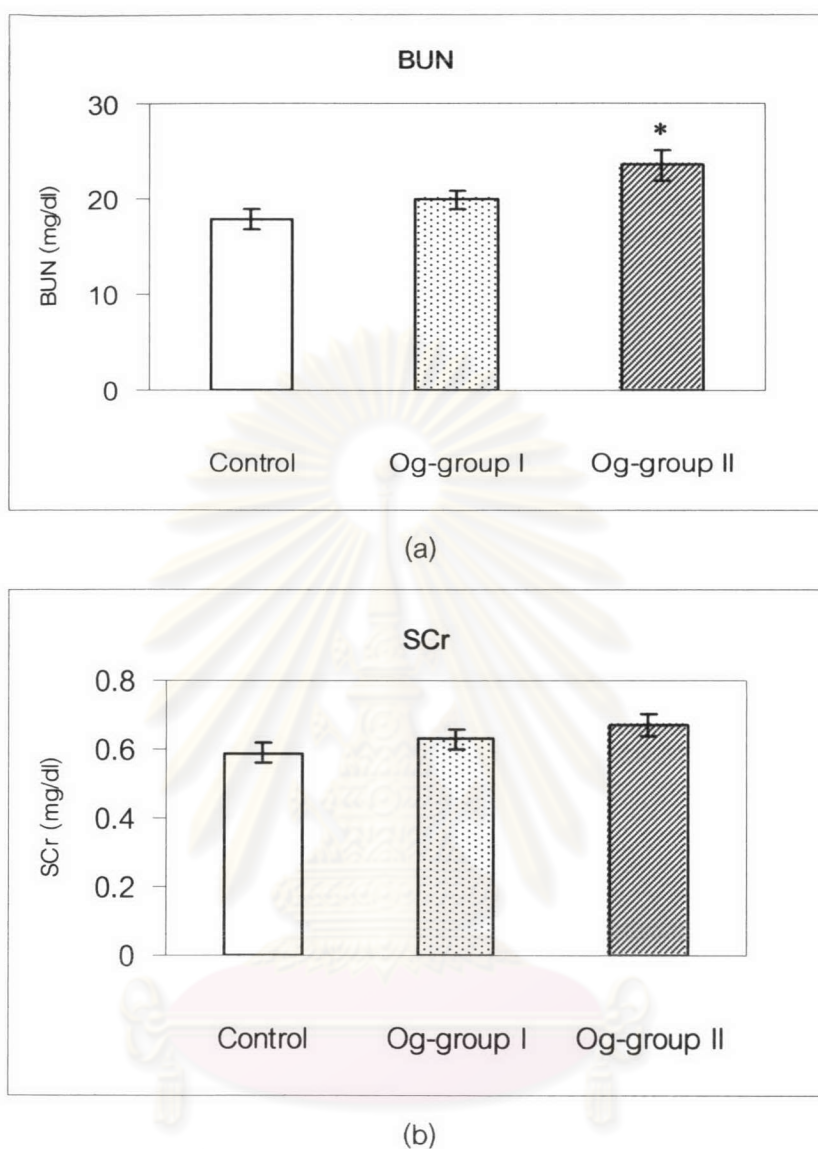 BUN
30
*
20
10
0
BUN (mg/dl)
Control Og-group I Og-group II
(a)
SCr
0.8
0.6
0.4
0.2
0
SCr (mg/dl)
Control Og-group I Og-group II
(b)